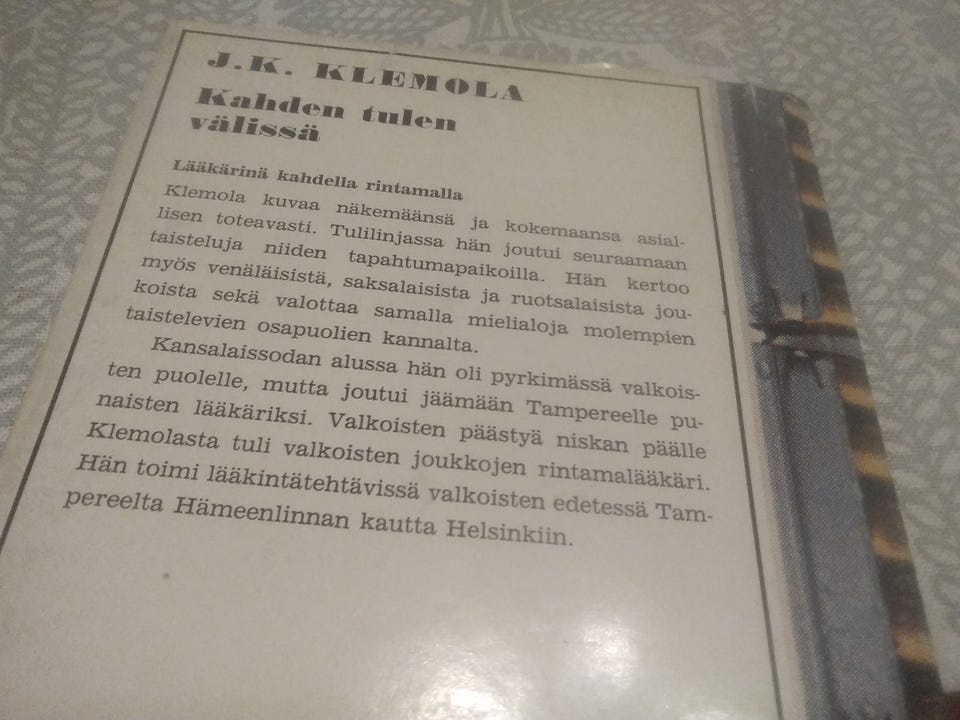 J.K. KLEMOLA
Kahden tulen
välissä
Lääkärinä kahdella rintamalla
Klemola kuvaa näkemäänsä ja kokemaansa asial-
lisen toteavasti. Tulilinjassa hän joutui seuraamaan
taisteluja niiden tapahtumapaikoilla. Hän kertoo
myös venäläisistä, saksalaisista ja ruotsalaisista jou-
koista sekä valottaa samalla mielialoja molempien
taistelevien osapuolien kannalta.
Kansalaissodan alussa hän oli pyrkimässä valkois-
ten puolelle, mutta joutui jäämään Tampereelle pu-
naisten lääkäriksi. Valkoisten päästyä niskan päälle
Klemolasta tuli valkoisten joukkojen rintamalääkäri.
Hän toimi lääkintätehtävissä valkoisten edetessä Tam-
pereelta Hämeenlinnan kautta Helsinkiin.